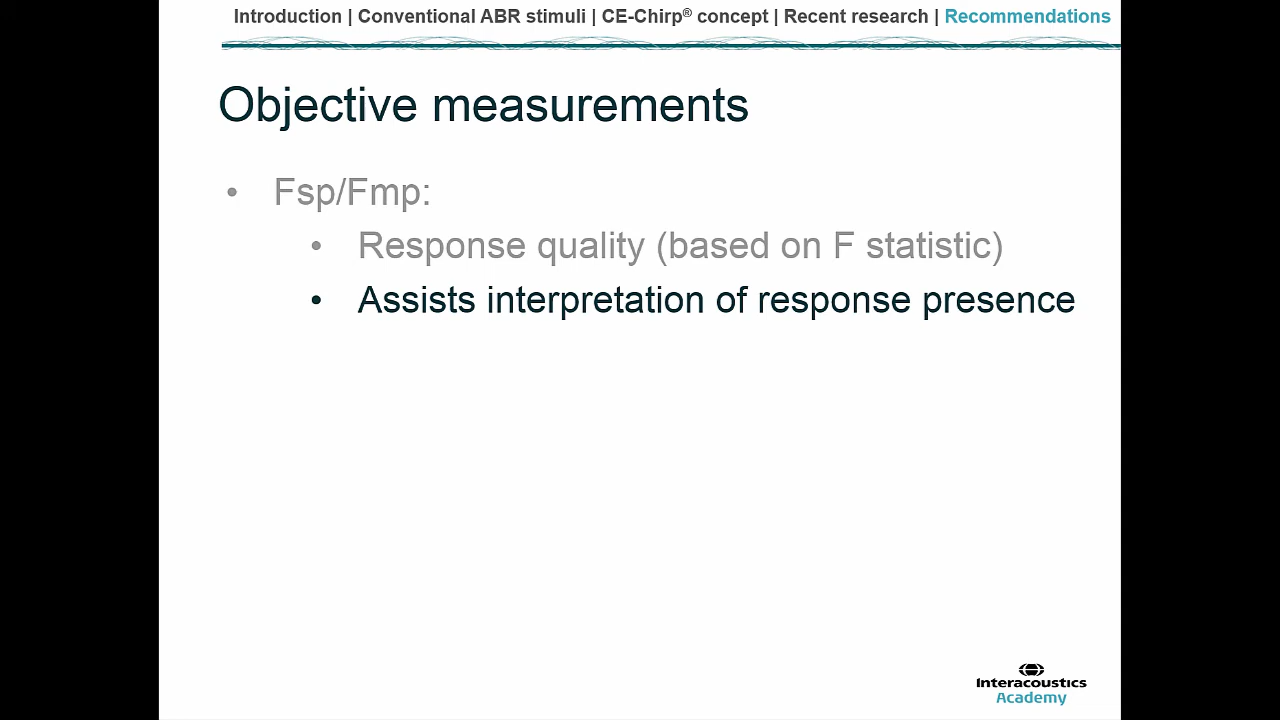 Introduction | Conventional ABR stimuli | CE-Chirp® concept | Recent research | Recommendations
Objective measurements
• Fsp/Fmp:
• Response quality (based on F statistic)
• Assists interpretation of response presence
Interacoustics
Academy